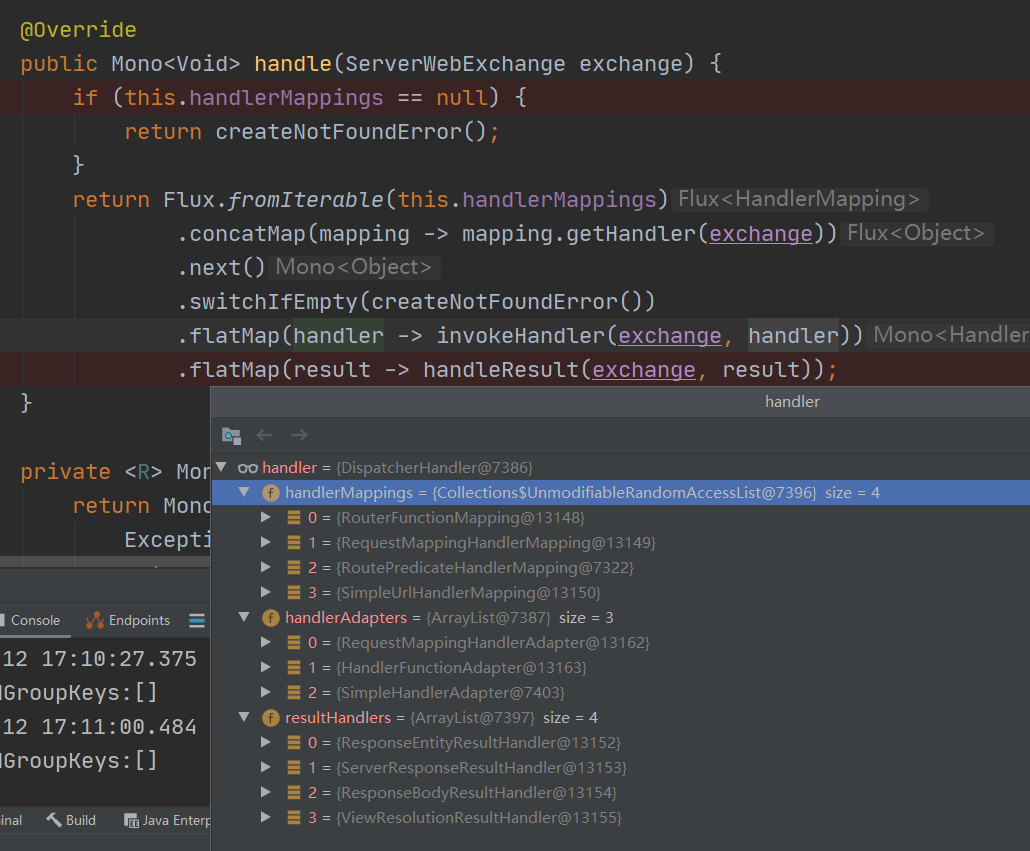 @Override
public Mono<Void> handle(ServerWebExchange exchange) {
if (this.handlerMappings == null) {
return createNotFoundError();
}
return Flux.fromIterable(this.handlerMappings) Flux<HandlerMapping>
.concatMap(mapping -> mapping.getHandler(exchange)) Flux<Object>
.next() Mono<Object>
.switchIfEmpty(createNotFoundError())
.flatMap(handler -> invokeHandler(exchange, handler)) Mono<Handler
.flatMap(result -> handleResult(exchange, result));
}
handler
private <R> Mon
return Mono
Excepti
handler = {DispatcherHandler@7386}
handlerMappings = {Collections$UnmodifiableRandomAccessList@7396} size = 4
0 = {RouterFunctionMapping@13148}
1 = {RequestMappingHandlerMapping@13149}
2 = {RoutePredicateHandlerMapping@7322}
3 = {SimpleUrlHandlerMapping@13150}
handlerAdapters = {ArrayList@7387} size = 3
0 = {RequestMappingHandlerAdapter@13162}
1 = {HandlerFunctionAdapter@13163}
2 = {SimpleHandlerAdapter@7403}
resultHandlers = {ArrayList@7397} size = 4
0 = {ResponseEntityResultHandler@13152}
1 = {ServerResponseResultHandler@13153}
2 = {ResponseBodyResultHandler@13154}
3 = {ViewResolutionResultHandler@13155}
Console Endpoints
12 17:10:27.375
GroupKeys:[]
12 17:11:00.484
GroupKeys:[]
inal Build Java Enterp